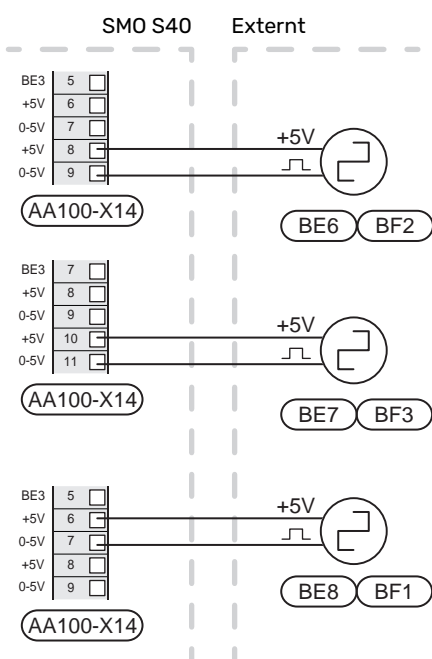 SMO S40 Externt
BE3 5
+5V 6
0-5V 7
+5V 8 +5V
0-5V 9
AA100-X14 BE6 BF2
BE3 7
+5V 8
0-5V 9
+5V 10 +5V
0-5V 11
AA100-X14 BE7 BF3
BE3 5
+5V 6 +5V
0-5V 7
+5V 8
0-5V 9
BE8 BF1
AA100-X14